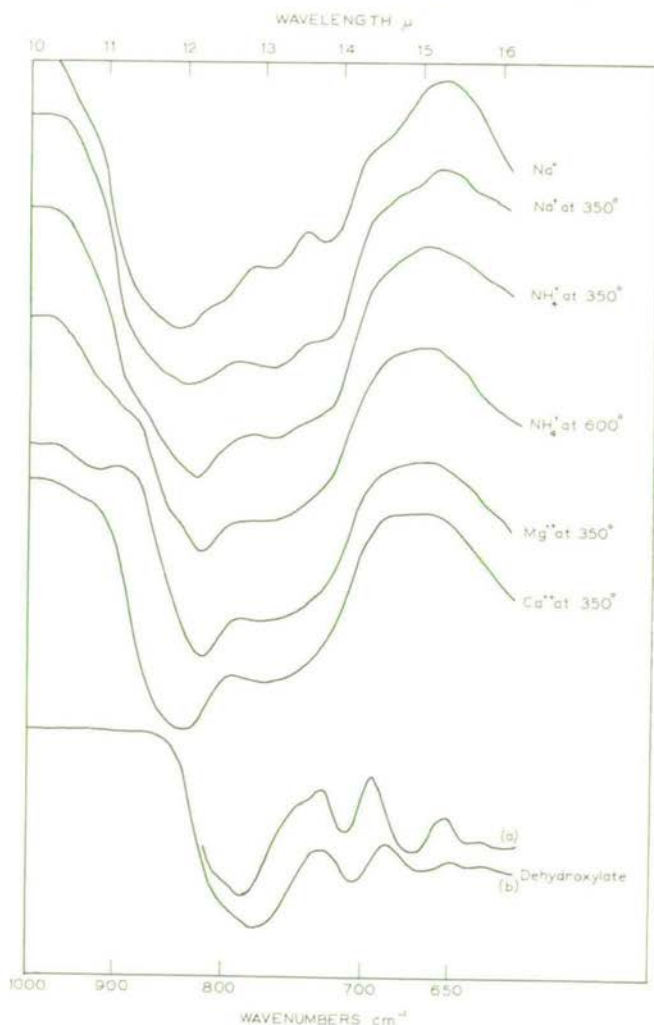 WAVELENGTH μ
10 11 12 13 14 15 16
Na⁺
Na⁺ at 350°
NH₄⁺ at 350°
NH₄⁺ at 600°
Mg⁺⁺ at 350°
Ca⁺⁺ at 350°
(a)
Dehydroxylate
(b)
1000 900 800 700 650
WAVENUMBERS cm⁻¹